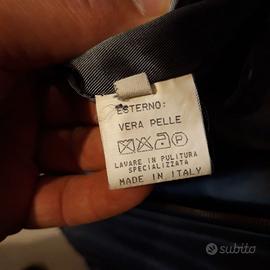 ESTERNO:
VERA PELLE
P
LAVARE IN PULITURA
SPECIALIZZATA
MADE IN ITALY
subito